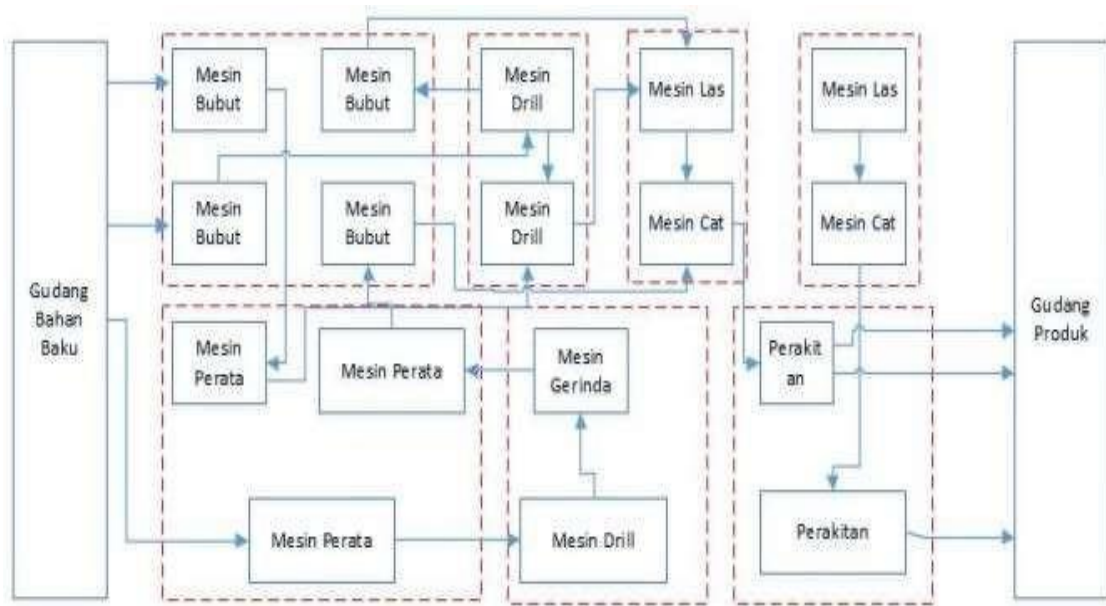 Mesin
Bubut
Mesin
Bubut
Mesin
Drill
Mesin Las
Mesin Las
Mesin
Bubut
Mesin
Bubut
Mesin
Drill
Mesin Cat
Mesin Cat
Gudang
Bahan
Baku
Gudang
Produk
Mesin
Perata
Mesin Perata
Mesin
Gerinda
Perakit
an
Mesin Perata
Mesin Drill
Perakitan